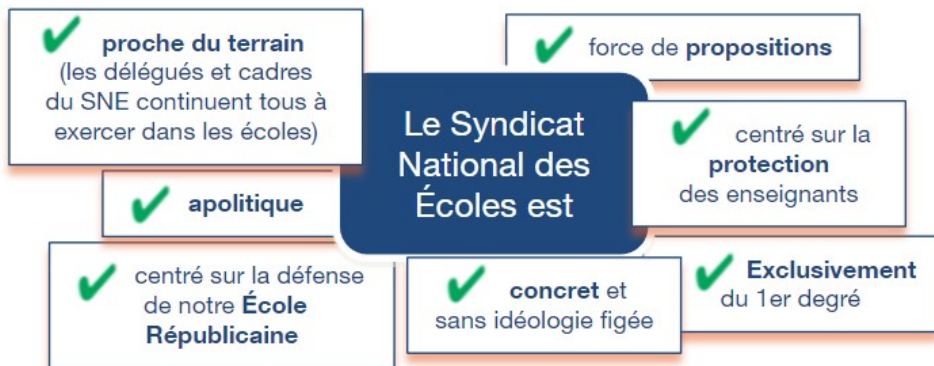 proche du terrain
(les délégués et cadres
du SNE continuent tous à
exercer dans les écoles)
force de propositions
Le Syndicat
National des
Écoles est
centré sur la
protection
des enseignants
apolitique
centré sur la défense
de notre École
Républicaine
concret et
sans idéologie figée
Exclusivement
du 1er degré